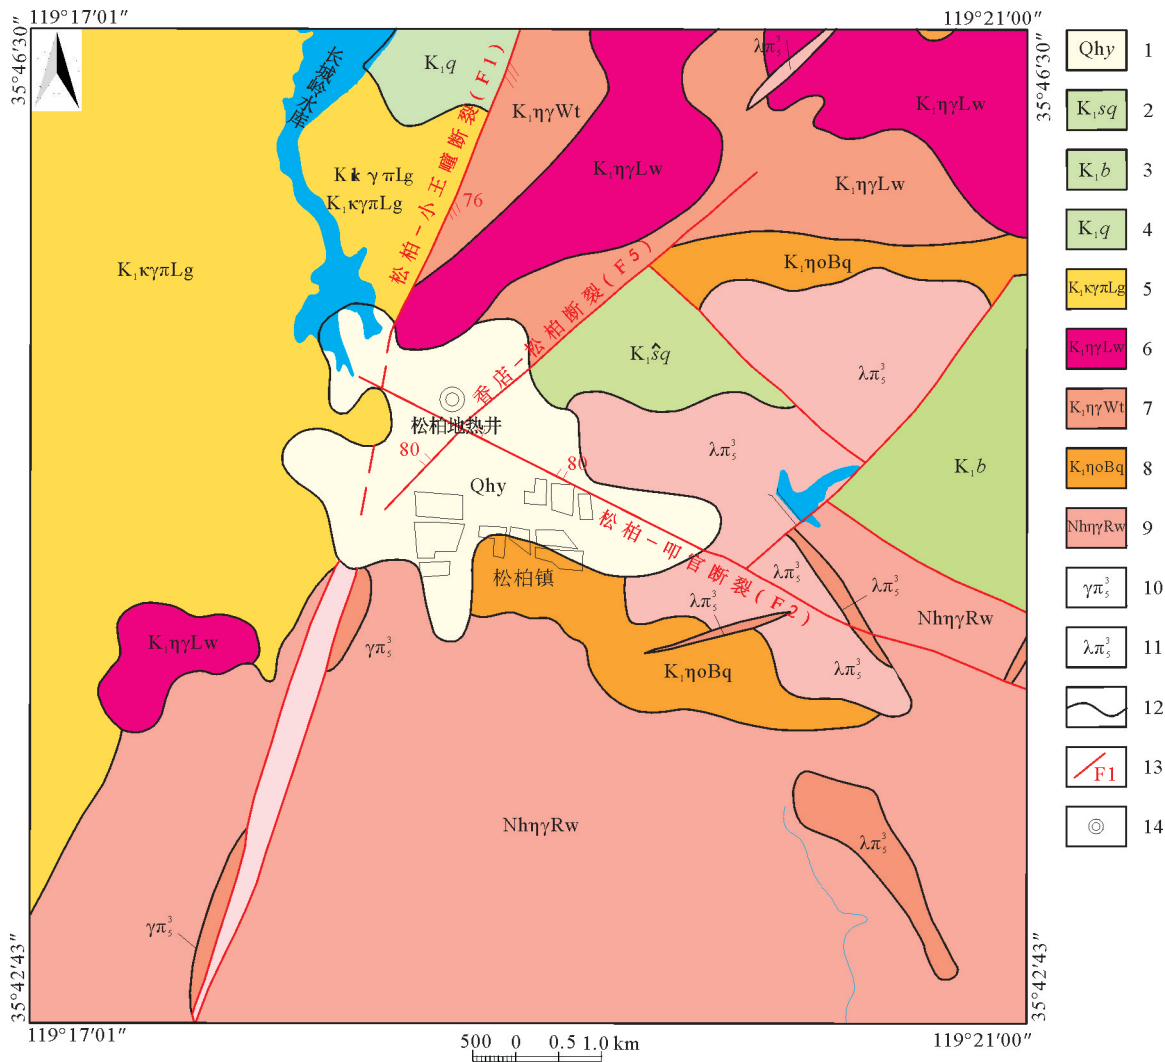 119°17′01″
119°21′00″
35°46′30″
35°46′30″
长城岭水库
K₁q
松柏-小王疃断裂(F1)
K₁ηγWt
λπ₅³
K₁ηγLw
K₁ηγLw
K₁ηγLw
γπLg
K₁κγπLg
76
K₁κγπLg
K₁ηoBq
香店-松柏断裂(F5)
K₁ŝq
λπ₅³
松柏地热井
λπ₅³
80
80
K₁b
Qhy
松柏-叩官断裂(F2)
松柏镇
λπ₅³
λπ₅³
λπ₅³
NhηγRw
K₁ηγLw
γπ₅³
K₁ηoBq
λπ₅³
NhηγRw
λπ₅³
γπ₅³
35°42′43″
35°42′43″
119°17′01″
119°21′00″
500 0 0.5 1.0 km
Qhy 1
K₁sq 2
K₁b 3
K₁q 4
K₁κγπLg 5
K₁ηγLw 6
K₁ηγWt 7
K₁ηoBq 8
NhηγRw 9
γπ₅³ 10
λπ₅³ 11
12
F1 13
14